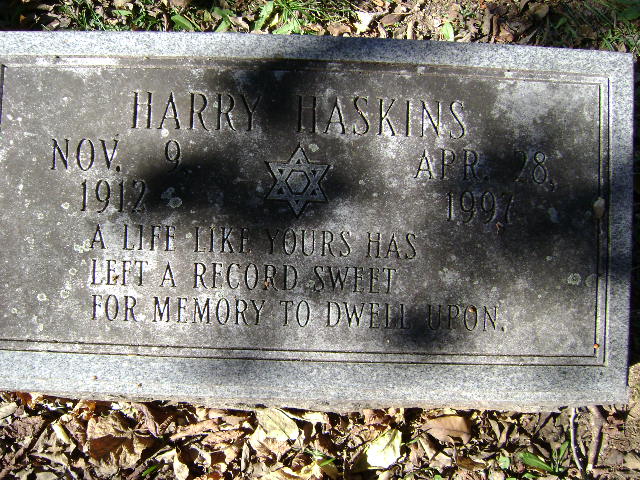 HARRY HASKINS
NOV. 9, APR. 28,
1912 1997
A LIFE LIKE YOURS HAS
LEFT A RECORD SWEET
FOR MEMORY TO DWELL UPON.